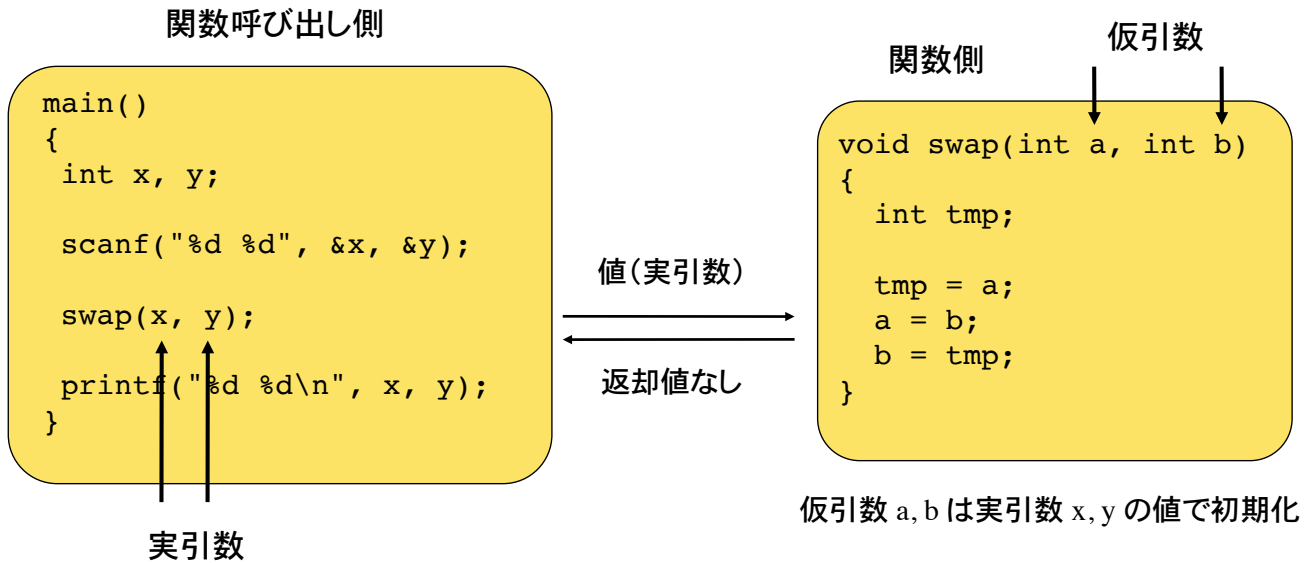 関数呼び出し側
main()
{
int x, y;
scanf("%d %d", &x, &y);
swap(x, y);
printf("%d %d\n", x, y);
}
実引数
値(実引数)
返却値なし
関数側
仮引数
void swap(int a, int b)
{
int tmp;
tmp = a;
a = b;
b = tmp;
}
仮引数 a, b は実引数 x, y の値で初期化